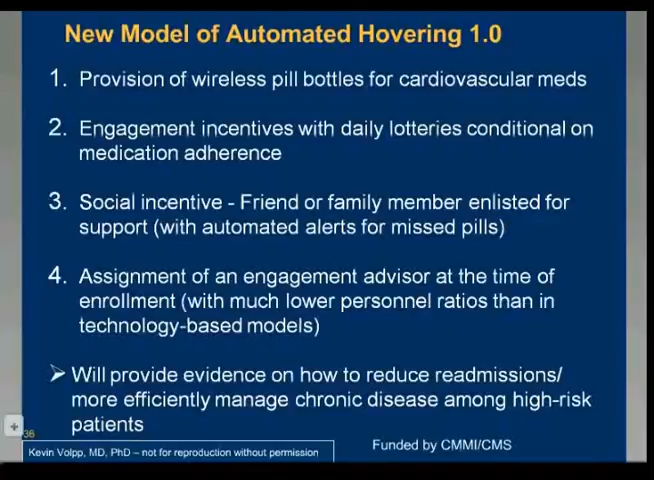 New Model of Automated Hovering 1.0
1. Provision of wireless pill bottles for cardiovascular meds
2. Engagement incentives with daily lotteries conditional on
medication adherence
3. Social incentive - Friend or family member enlisted for
support (with automated alerts for missed pills)
4. Assignment of an engagement advisor at the time of
enrollment (with much lower personnel ratios than in
technology-based models)
➢ Will provide evidence on how to reduce readmissions/
more efficiently manage chronic disease among high-risk
patients
36
Kevin Volpp, MD, PhD – not for reproduction without permission
Funded by CMMI/CMS